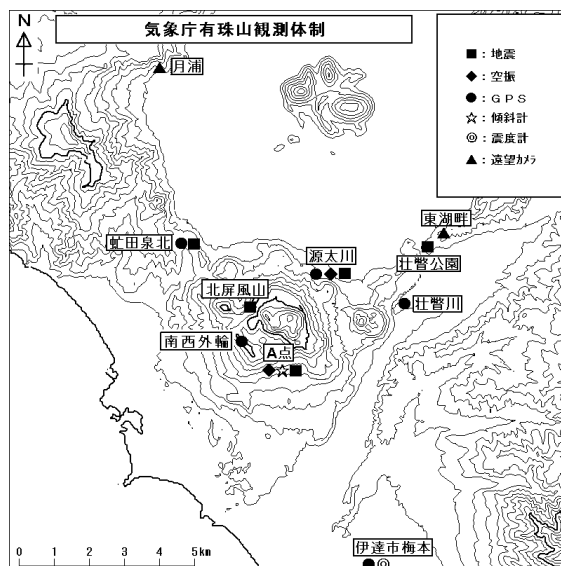 気象庁有珠山観測体制
N
■：地震
◆：空振
●：ＧＰＳ
☆：傾斜計
◎：震度計
▲：遠望ｶﾒﾗ
月浦
東湖畔
虻田泉北
源太川
壮瞥公園
北屏風山
壮瞥川
南西外輪
A点
伊達市梅本
0 1 2 3 4 5km